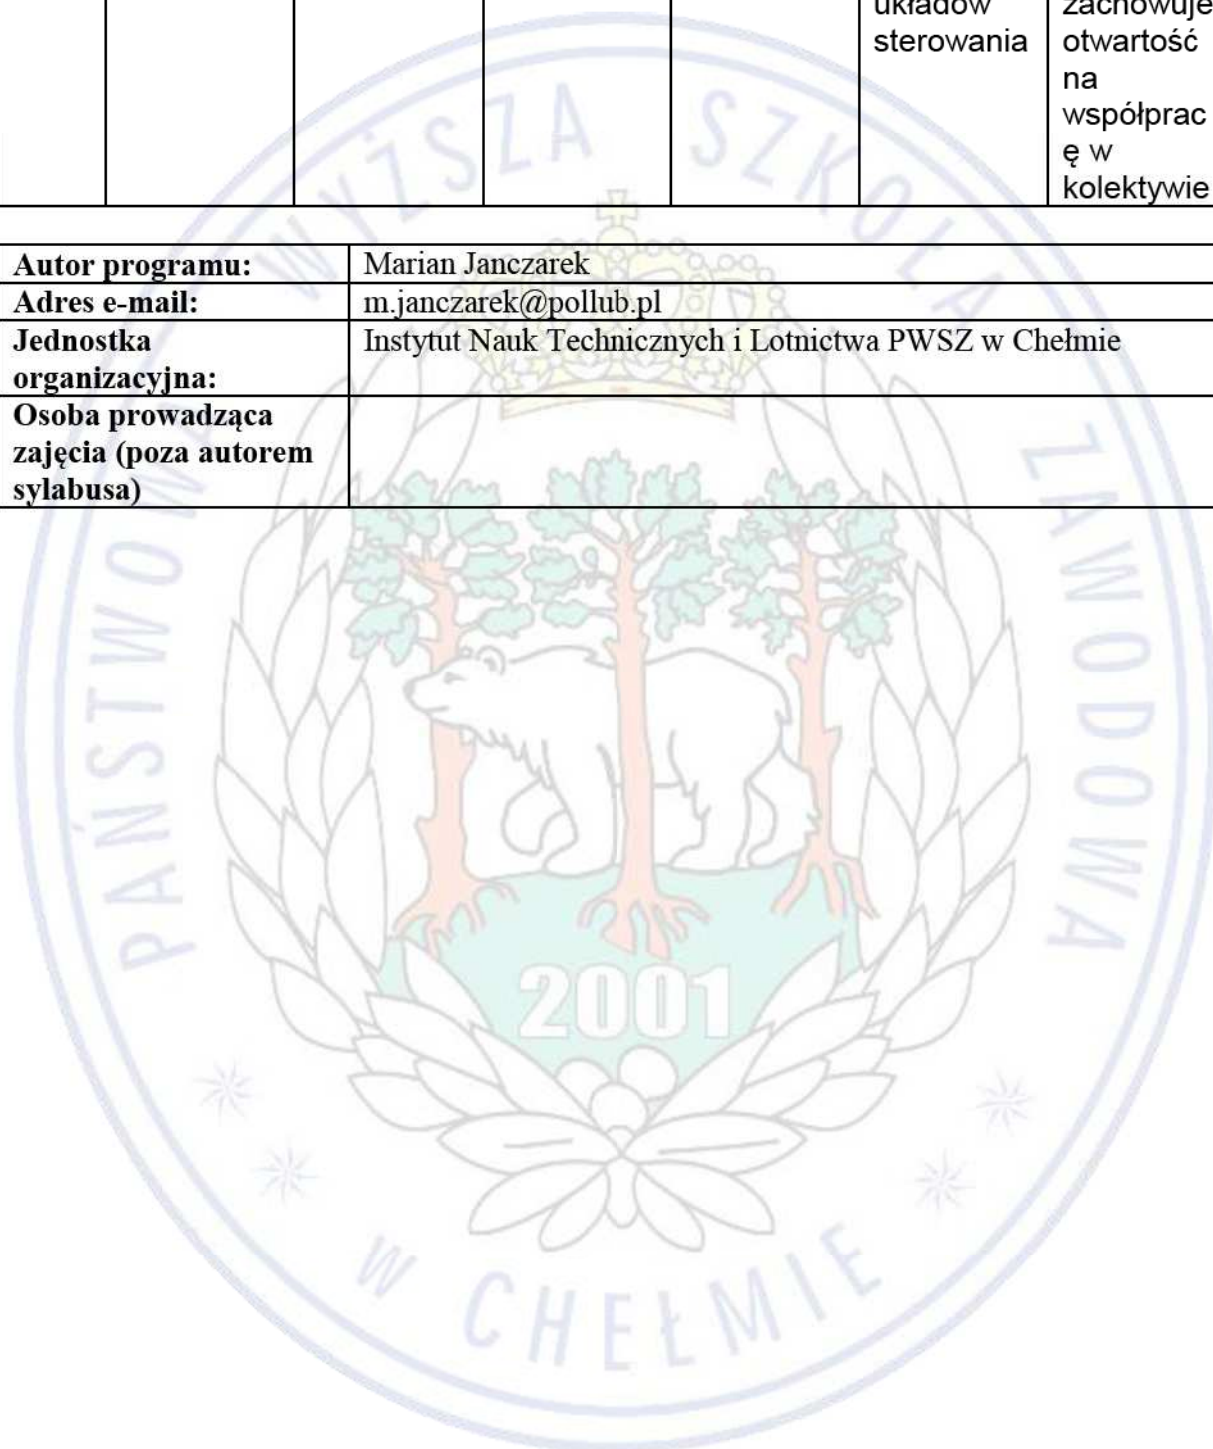 układów
sterowania
zachowuje
otwartość
na
współprac
ę w
kolektywie
Autor programu:
Marian Janczarek
Adres e-mail:
m.janczarek@pollub.pl
Jednostka
organizacyjna:
Instytut Nauk Technicznych i Lotnictwa PWSZ w Chełmie
Osoba prowadząca
zajęcia (poza autorem
sylabusa)
PAŃSTWOWA WYŻSZA SZKOŁA ZAWODOWA
2001
W CHEŁMIE